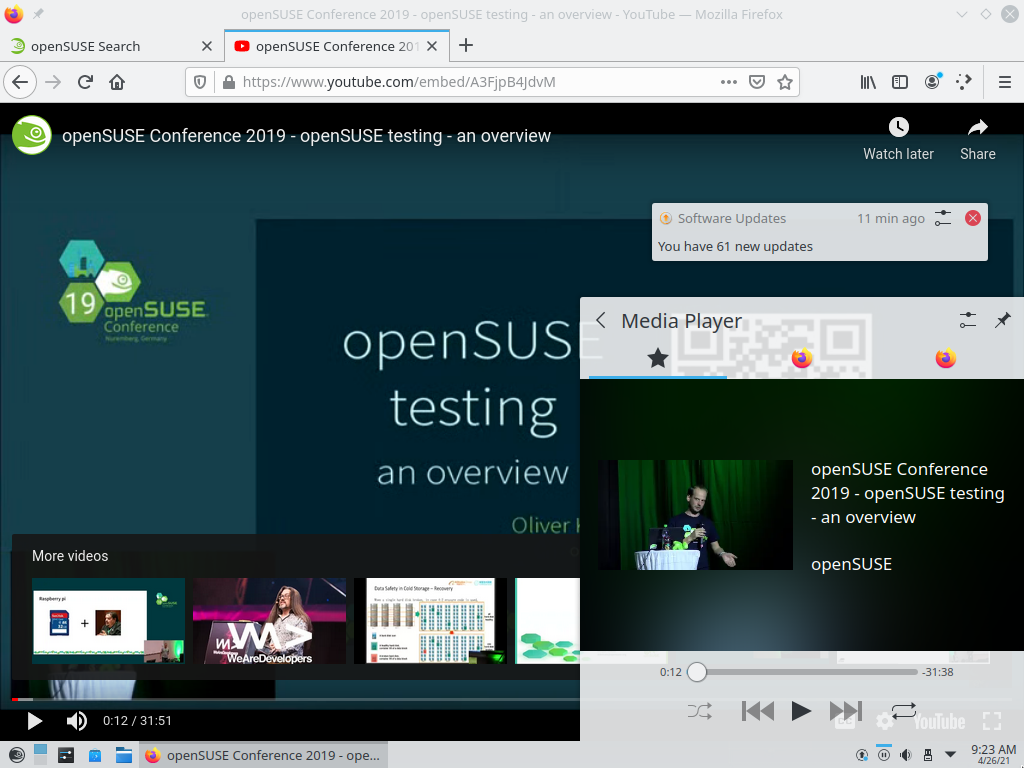 openSUSE Conference 2019 - openSUSE testing - an overview - YouTube — Mozilla Firefox
openSUSE Search
openSUSE Conference 201
https://www.youtube.com/embed/A3FjpB4JdvM
openSUSE Conference 2019 - openSUSE testing - an overview
Watch later
Share
Software Updates
11 min ago
You have 61 new updates
19
openSUSE
Conference
Nuremberg, Germany
openSUSE
testing
an overview
Oliver
Media Player
openSUSE Conference
2019 - openSUSE testing
- an overview
openSUSE
More videos
Raspberry pi
+
WeAreDevelopers
Data Safety in Cold Storage – Recovery
0:12
-31:38
0:12 / 31:51
YouTube
openSUSE Conference 2019 - ope...
9:23 AM
4/26/21